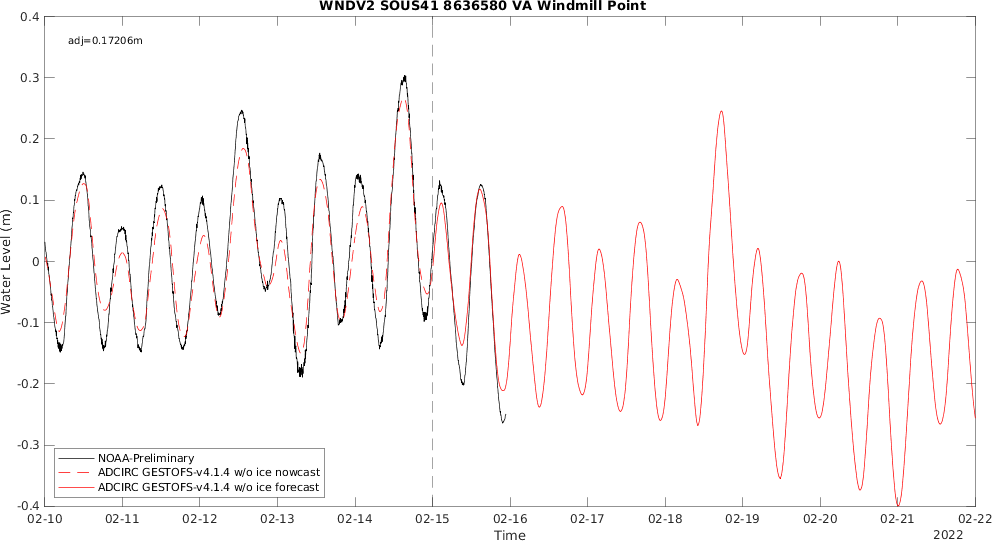 WNDV2 SOUS41 8636580 VA Windmill Point
adj=0.17206m
0.4
0.3
0.2
0.1
0
-0.1
-0.2
-0.3
-0.4
Water Level (m)
NOAA-Preliminary
ADCIRC GESTOFS-v4.1.4 w/o ice nowcast
ADCIRC GESTOFS-v4.1.4 w/o ice forecast
02-10 02-11 02-12 02-13 02-14 02-15 02-16 02-17 02-18 02-19 02-20 02-21 02-22
Time
2022